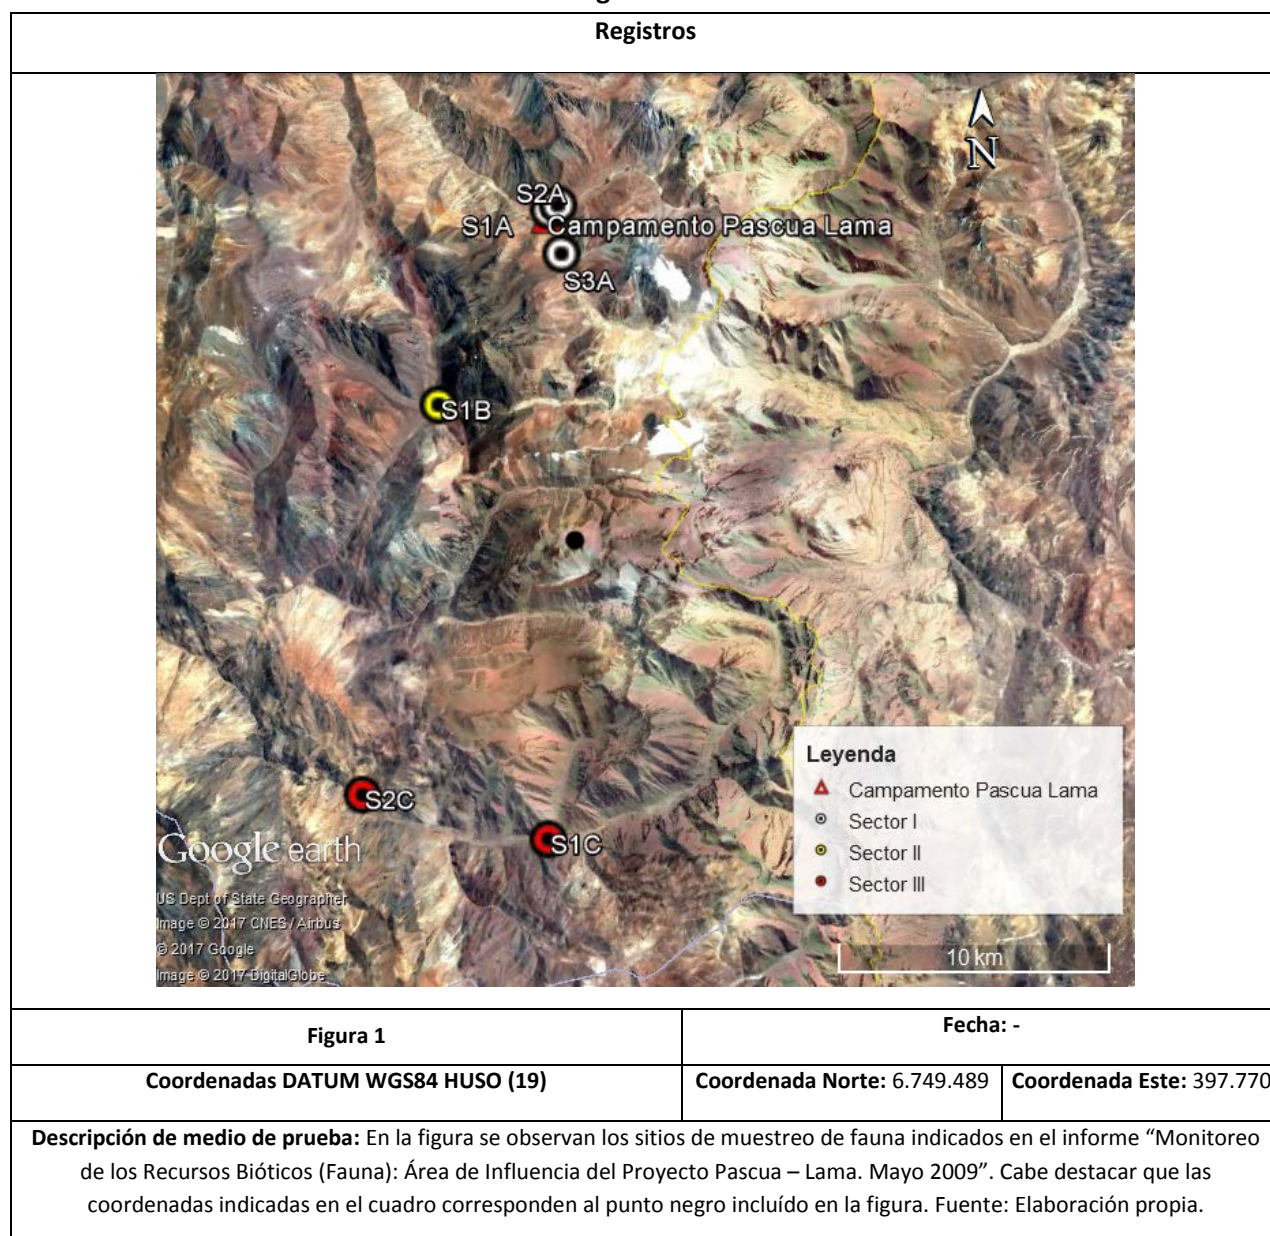 Registros
N
S2A
S1A
Campamento Pascua Lama
S3A
S1B
S2C
S1C
Leyenda
Campamento Pascua Lama
Sector I
Sector II
Sector III
Google earth
US Dept of State Geographer
Image © 2017 CNES / Airbus
© 2017 Google
Image © 2017 DigitalGlobe
10 km
Figura 1
Fecha: -
Coordenadas DATUM WGS84 HUSO (19)
Coordenada Norte: 6.749.489
Coordenada Este: 397.770
Descripción de medio de prueba: En la figura se observan los sitios de muestreo de fauna indicados en el informe “Monitoreo
de los Recursos Bióticos (Fauna): Área de Influencia del Proyecto Pascua – Lama. Mayo 2009”. Cabe destacar que las
coordenadas indicadas en el cuadro corresponden al punto negro incluído en la figura. Fuente: Elaboración propia.